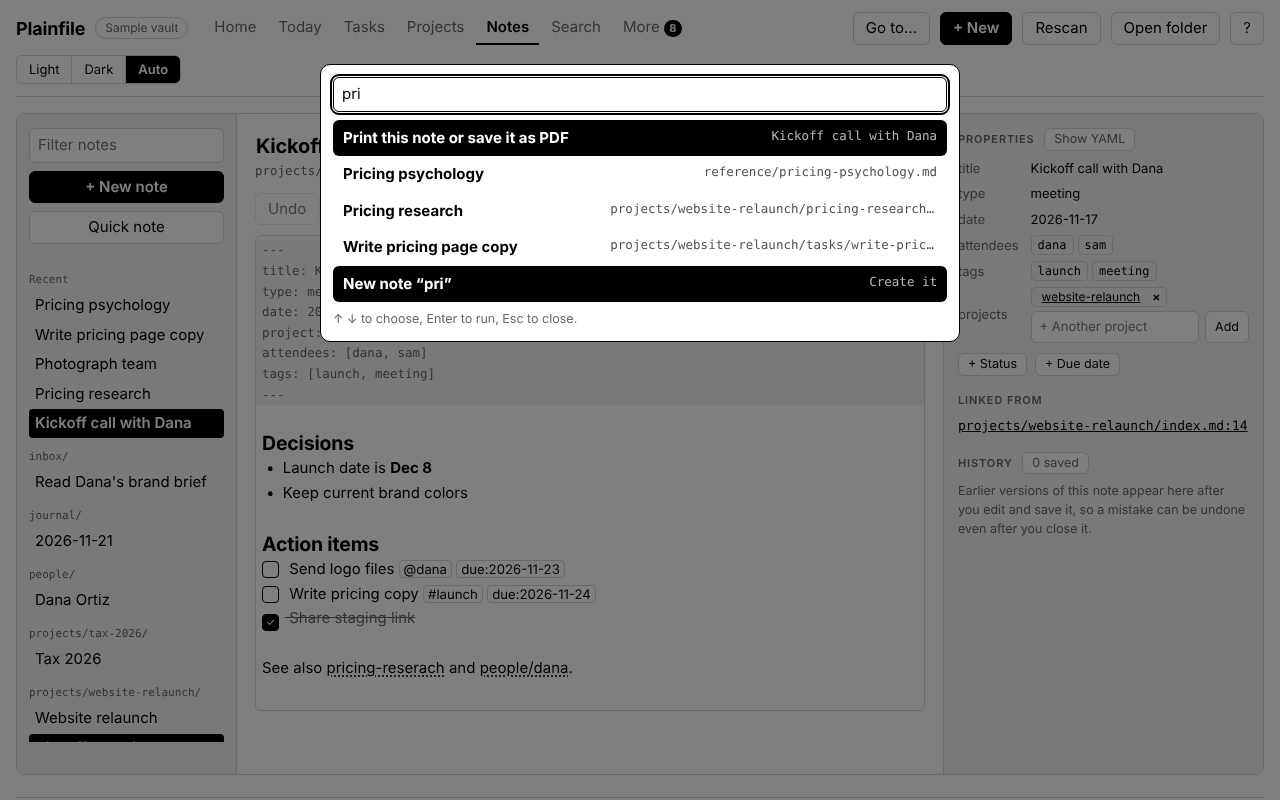 Plainfile Sample vault Home Today Tasks Projects Notes Search More 8 Go to… + New Rescan Open folder ?
Light Dark Auto
pri
Print this note or save it as PDF Kickoff call with Dana
Pricing psychology reference/pricing-psychology.md
Pricing research projects/website-relaunch/pricing-research…
Write pricing page copy projects/website-relaunch/tasks/write-pric…
New note “pri” Create it
↑ ↓ to choose, Enter to run, Esc to close.
Filter notes
+ New note
Quick note
Recent
Pricing psychology
Write pricing page copy
Photograph team
Pricing research
Kickoff call with Dana
inbox/
Read Dana's brand brief
journal/
2026-11-21
people/
Dana Ortiz
projects/tax-2026/
Tax 2026
projects/website-relaunch/
Website relaunch
Kickoff
projects/
Undo
---
title: K
type: me
date: 20
project:
attendees: [dana, sam]
tags: [launch, meeting]
---
Decisions
• Launch date is Dec 8
• Keep current brand colors
Action items
Send logo files @dana due:2026-11-23
Write pricing copy #launch due:2026-11-24
Share staging link
See also pricing-reserach and people/dana.
PROPERTIES Show YAML
title Kickoff call with Dana
type meeting
date 2026-11-17
attendees dana sam
tags launch meeting
projects website-relaunch ×
+ Another project Add
+ Status + Due date
LINKED FROM
projects/website-relaunch/index.md:14
HISTORY 0 saved
Earlier versions of this note appear here after
you edit and save it, so a mistake can be undone
even after you close it.